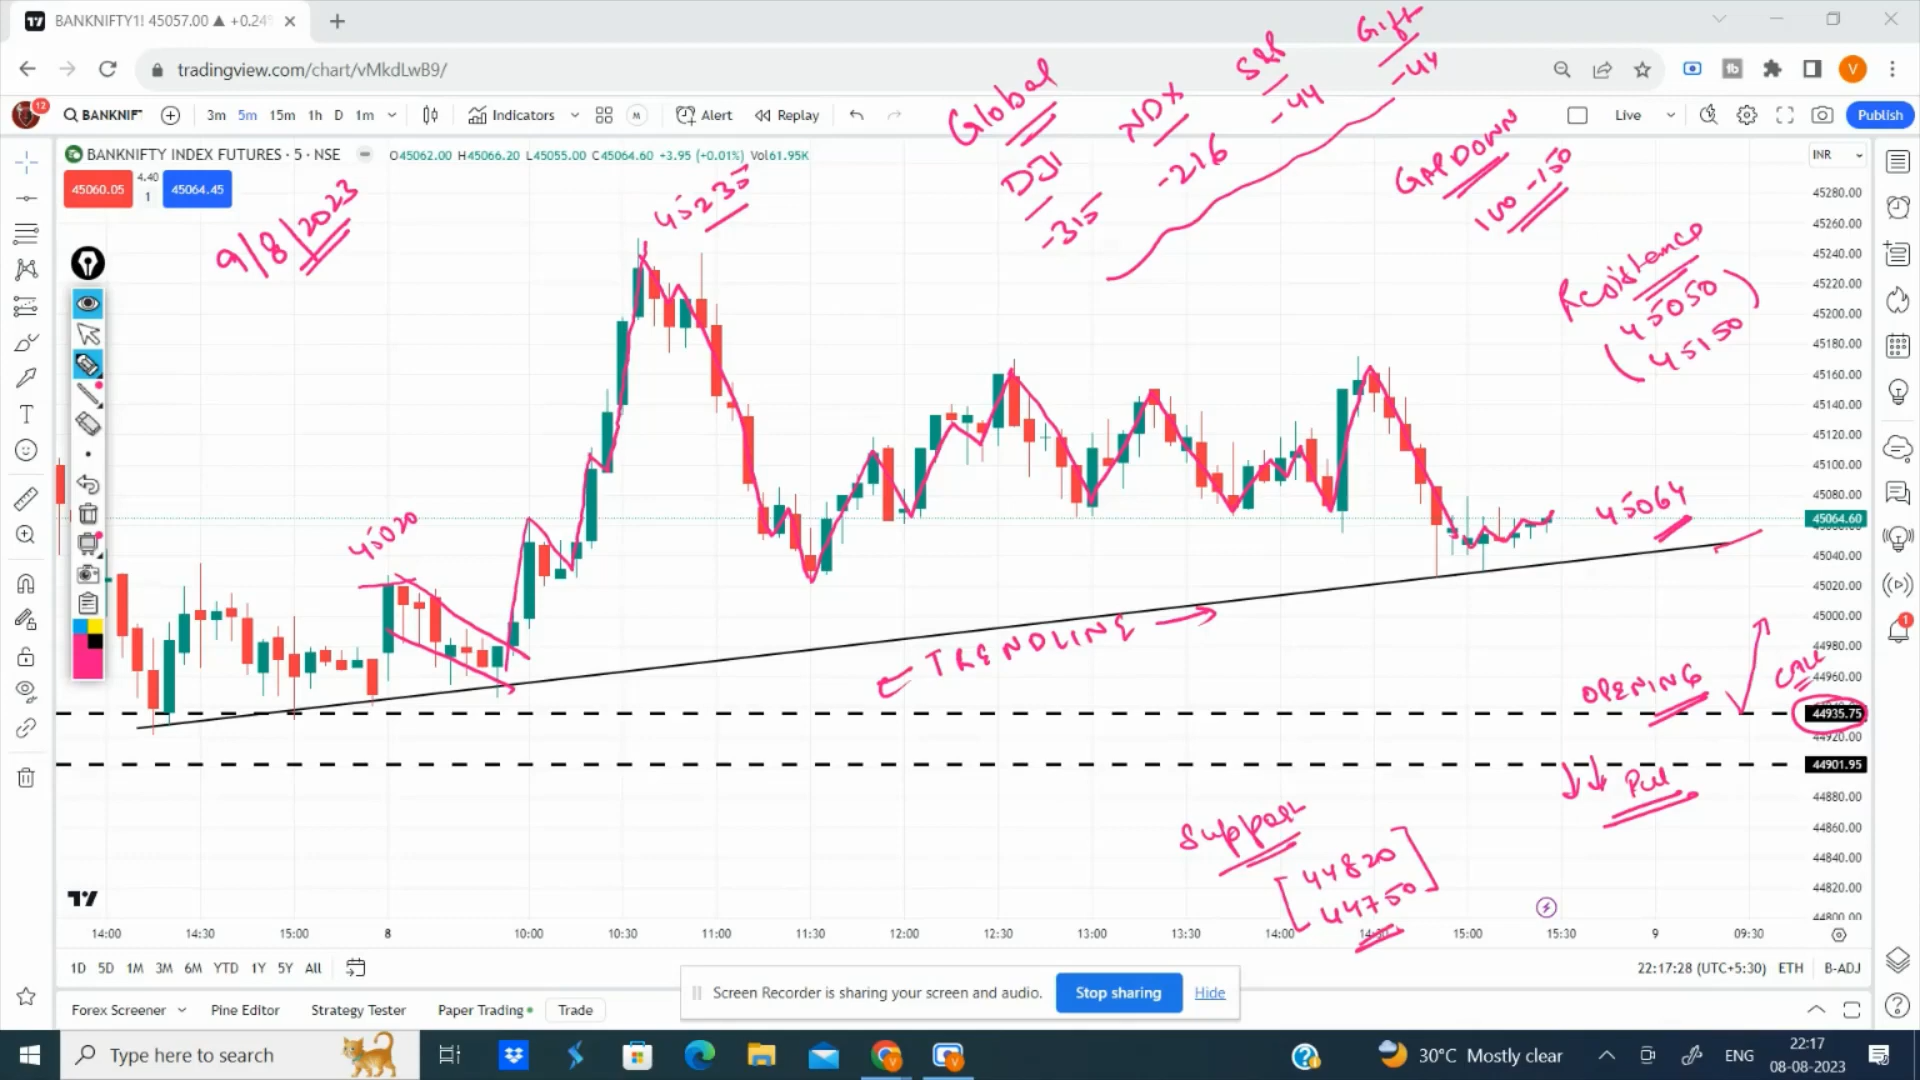 BANKNIFTY1! 45057.00 ▲ +0.24%
tradingview.com/chart/vMkdLwB9/
12
BANKNIFT
3m 5m 15m 1h D 1m
Indicators
M
Alert
Replay
Live
Publish
BANKNIFTY INDEX FUTURES · 5 · NSE
O45062.00 H45066.20 L45055.00 C45064.60 +3.95 (+0.01%) Vol61.95K
INR
45060.05
4.40
1
45064.45
9/8/2023
45235
Global
DJI
-315
NDX
-216
-44
Gift
-44
GAPDOWN
100 -150
Resistance
45050
45150
45020
45064
TRENDLINE
OPENING
CALL
Put
Support
44820
44750
45280.00
45260.00
45240.00
45220.00
45200.00
45180.00
45160.00
45140.00
45120.00
45100.00
45080.00
45064.60
45040.00
45020.00
45000.00
44980.00
44960.00
44935.75
44920.00
44901.95
44880.00
44860.00
44840.00
44820.00
44800.00
14:00 14:30 15:00 8 10:00 10:30 11:00 11:30 12:00 12:30 13:00 13:30 14:00 14:30 15:00 15:30 9 09:30
1D 5D 1M 3M 6M YTD 1Y 5Y All
22:17:28 (UTC+5:30) ETH B-ADJ
Screen Recorder is sharing your screen and audio.
Stop sharing
Hide
Forex Screener
Pine Editor
Strategy Tester
Paper Trading
Trade
Type here to search
30°C Mostly clear
ENG
22:17
08-08-2023